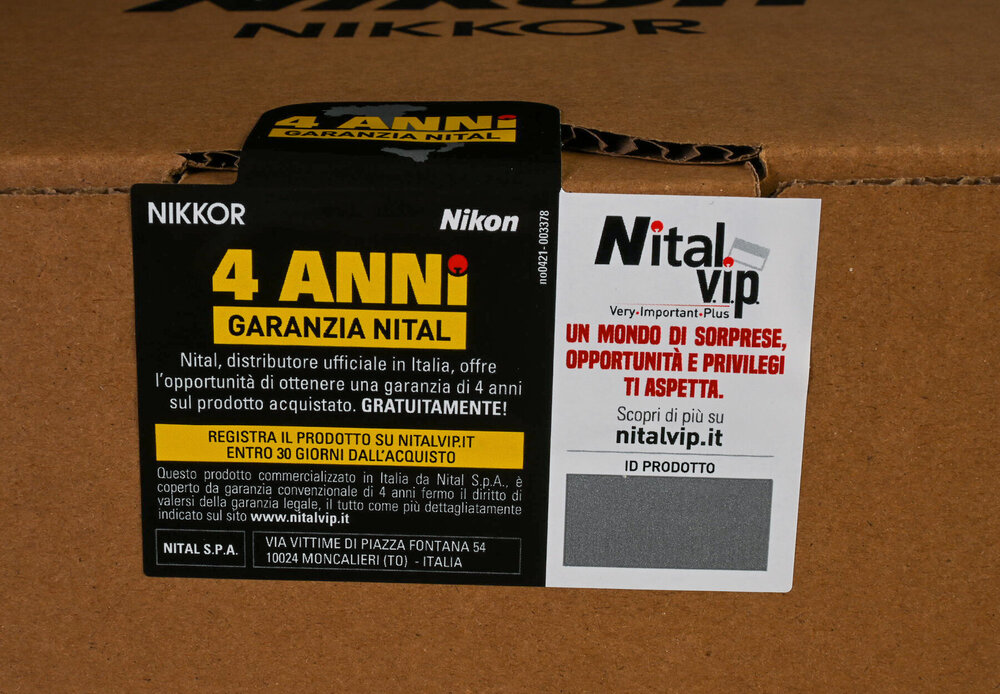 NIKKOR
4 ANNi
GARANZIA NITAL
NIKKOR
Nikon
4 ANNi
GARANZIA NITAL
Nital, distributore ufficiale in Italia, offre
l'opportunità di ottenere una garanzia di 4 anni
sul prodotto acquistato. GRATUITAMENTE!
REGISTRA IL PRODOTTO SU NITALVIP.IT
ENTRO 30 GIORNI DALL'ACQUISTO
Questo prodotto commercializzato in Italia da Nital S.p.A., è
coperto da garanzia convenzionale di 4 anni fermo il diritto di
valersi della garanzia legale, il tutto come più dettagliatamente
indicato sul sito www.nitalvip.it
NITAL S.P.A.
VIA VITTIME DI PIAZZA FONTANA 54
10024 MONCALIERI (TO) - ITALIA
no0421-003378
Nital
v.i.p.
Very•Important•Plus
UN MONDO DI SORPRESE,
OPPORTUNITÀ E PRIVILEGI
TI ASPETTA.
Scopri di più su
nitalvip.it
ID PRODOTTO